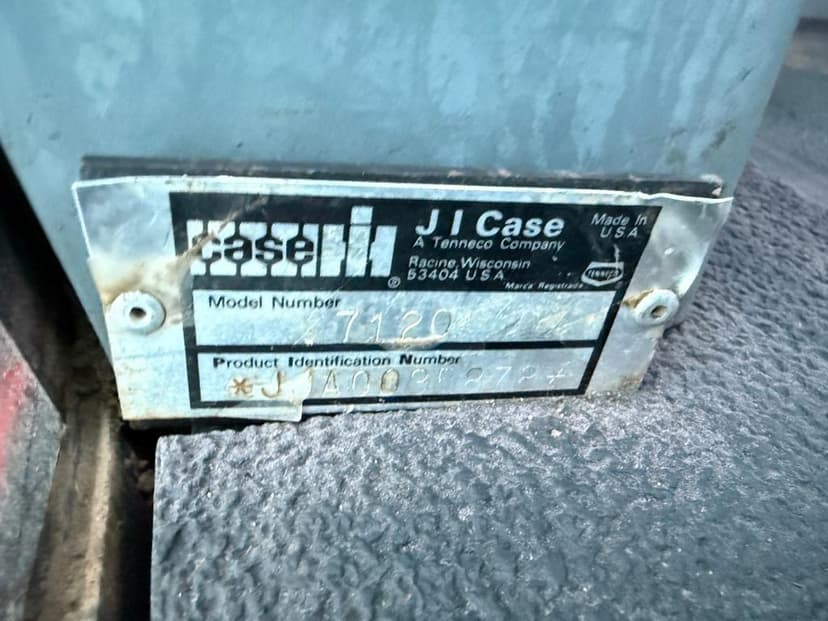 case IH
®
J I Case
A Tenneco Company
Racine, Wisconsin
53404 U S A
Made In
U S A
TENNECO
Marca Registrada
Model Number
7120
Product Identification Number